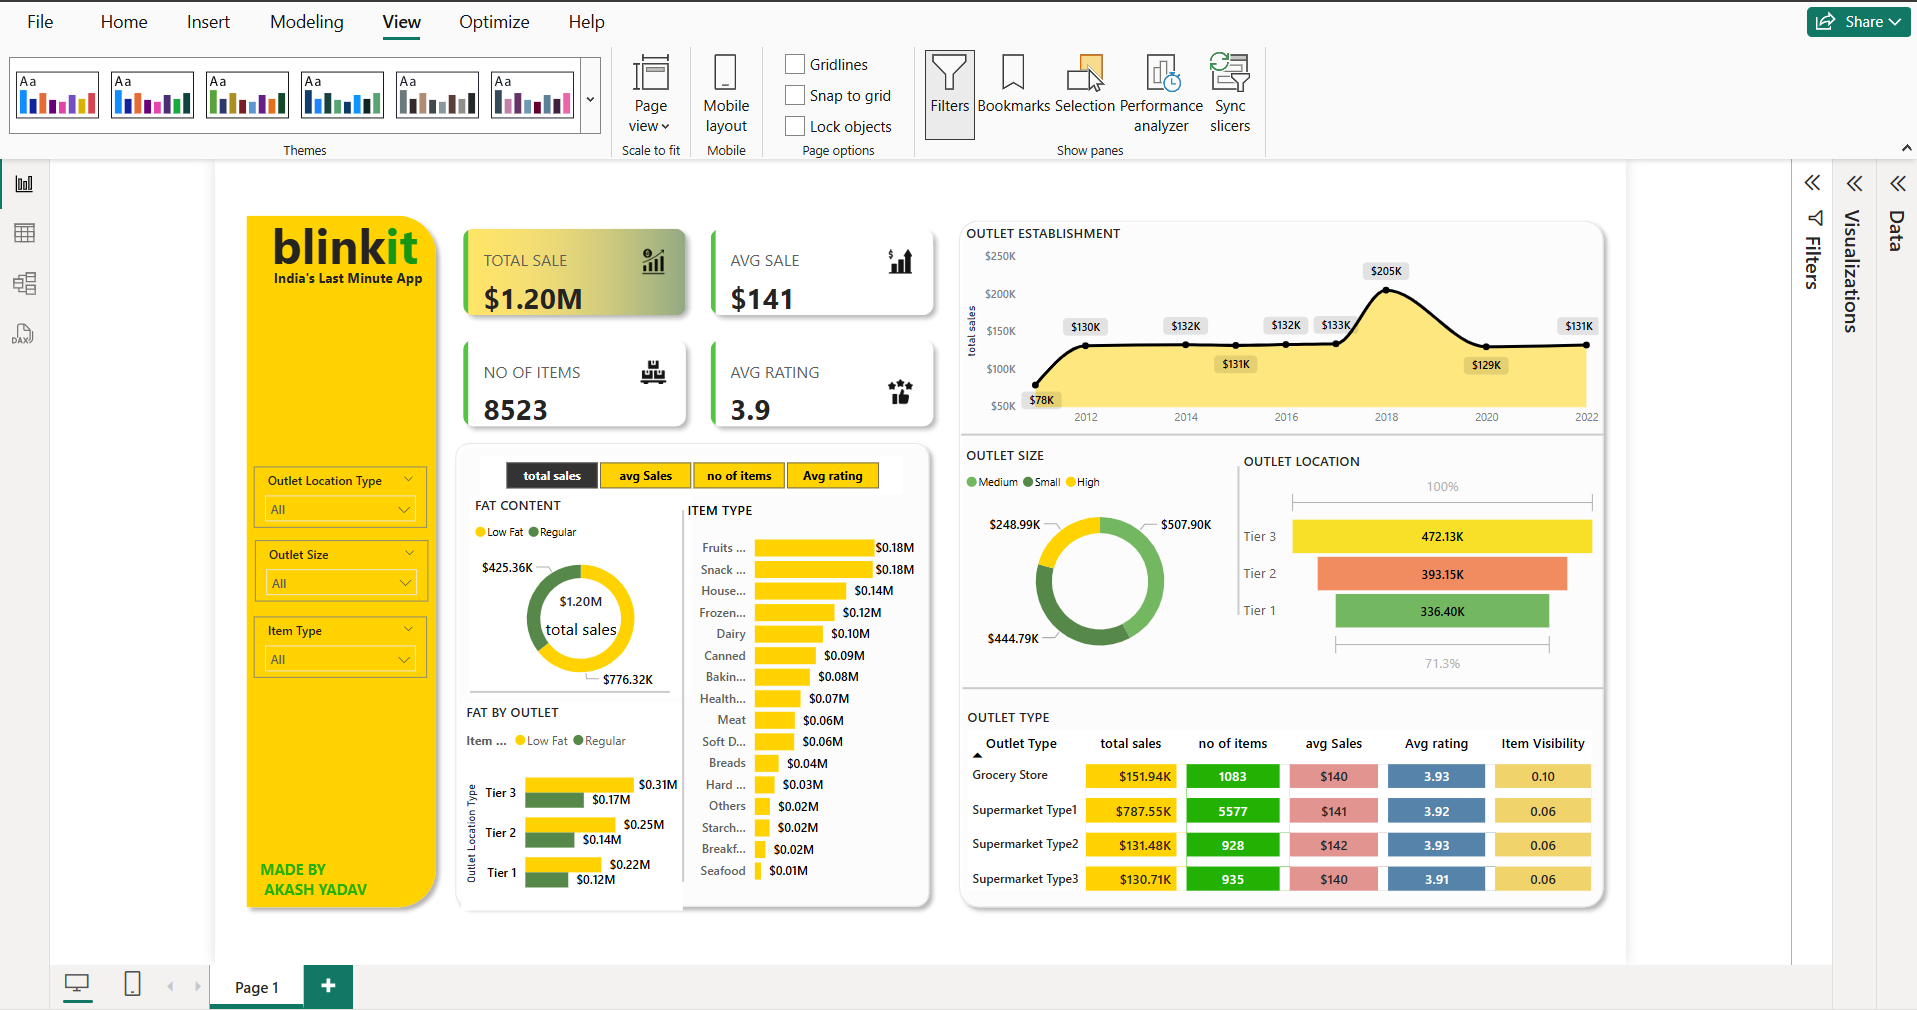 File Home Insert Modeling View Optimize Help Share
Aa Aa Aa Aa Aa Aa
Themes
Page view
Scale to fit
Mobile layout
Mobile
Gridlines
Snap to grid
Lock objects
Page options
Filters Bookmarks Selection Performance analyzer Sync slicers
Show panes
DAX
Filters
Visualizations
Data
blinkit
India's Last Minute App
Outlet Location Type
All
Outlet Size
All
Item Type
All
MADE BY
AKASH YADAV
TOTAL SALE
$1.20M
AVG SALE
$141
NO OF ITEMS
8523
AVG RATING
3.9
total sales avg Sales no of items Avg rating
FAT CONTENT
Low Fat Regular
$425.36K
$1.20M
total sales
$776.32K
FAT BY OUTLET
Item ... Low Fat Regular
Outlet Location Type
Tier 3 $0.31M
$0.17M
Tier 2 $0.25M
$0.14M
Tier 1 $0.22M
$0.12M
ITEM TYPE
Fruits ... $0.18M
Snack ... $0.18M
House... $0.14M
Frozen... $0.12M
Dairy $0.10M
Canned $0.09M
Bakin... $0.08M
Health... $0.07M
Meat $0.06M
Soft D... $0.06M
Breads $0.04M
Hard ... $0.03M
Others $0.02M
Starch... $0.02M
Breakf... $0.02M
Seafood $0.01M
OUTLET ESTABLISHMENT
total sales
$250K
$200K
$150K
$100K
$50K
$78K $130K $132K $131K $132K $133K $205K $129K $131K
2012 2014 2016 2018 2020 2022
OUTLET SIZE
Medium Small High
$248.99K $507.90K
$444.79K
OUTLET LOCATION
100%
Tier 3 472.13K
Tier 2 393.15K
Tier 1 336.40K
71.3%
OUTLET TYPE
Outlet Type total sales no of items avg Sales Avg rating Item Visibility
Grocery Store $151.94K 1083 $140 3.93 0.10
Supermarket Type1 $787.55K 5577 $141 3.92 0.06
Supermarket Type2 $131.48K 928 $142 3.93 0.06
Supermarket Type3 $130.71K 935 $140 3.91 0.06
Page 1